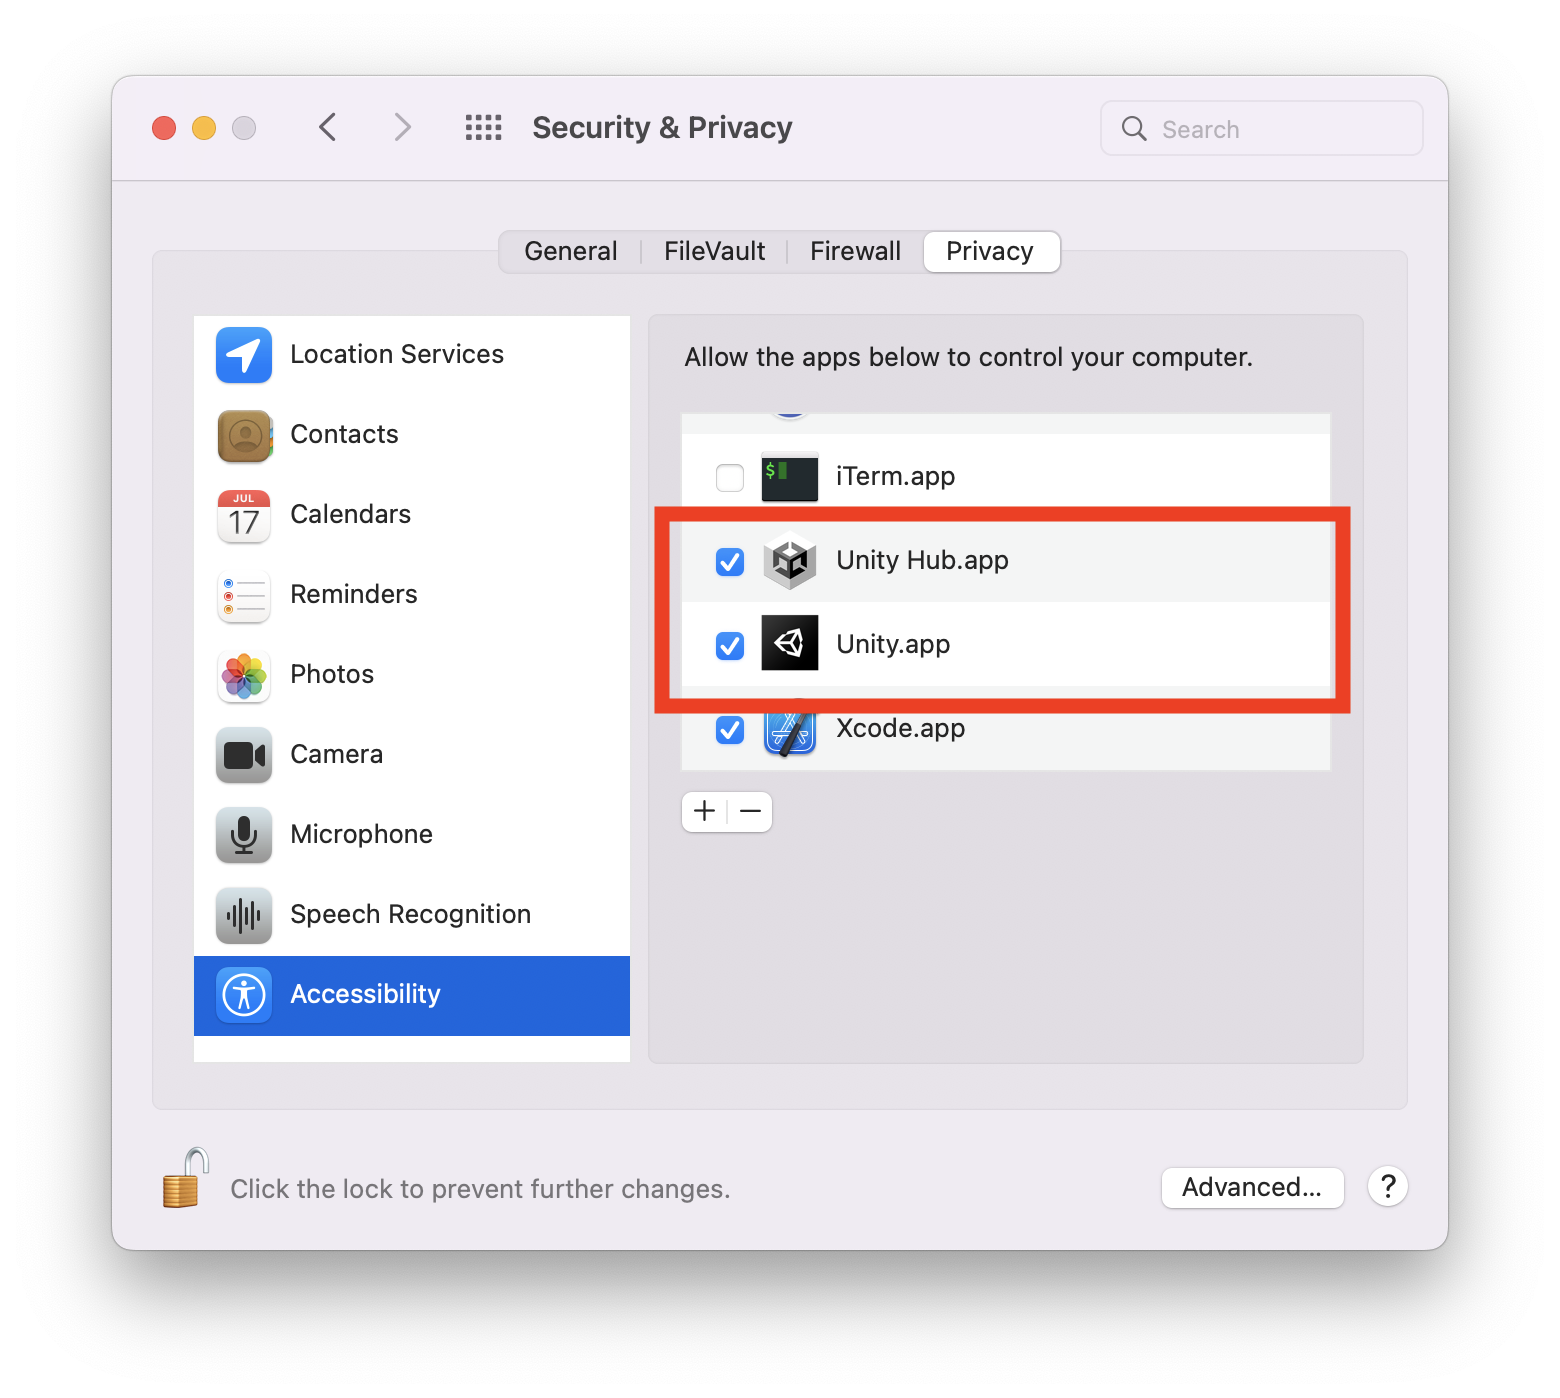 Security & Privacy
Search
General
FileVault
Firewall
Privacy
Location Services
Contacts
JUL
17
Calendars
Reminders
Photos
Camera
Microphone
Speech Recognition
Accessibility
Allow the apps below to control your computer.
$
iTerm.app
Unity Hub.app
Unity.app
Xcode.app
+
−
Click the lock to prevent further changes.
Advanced...
?